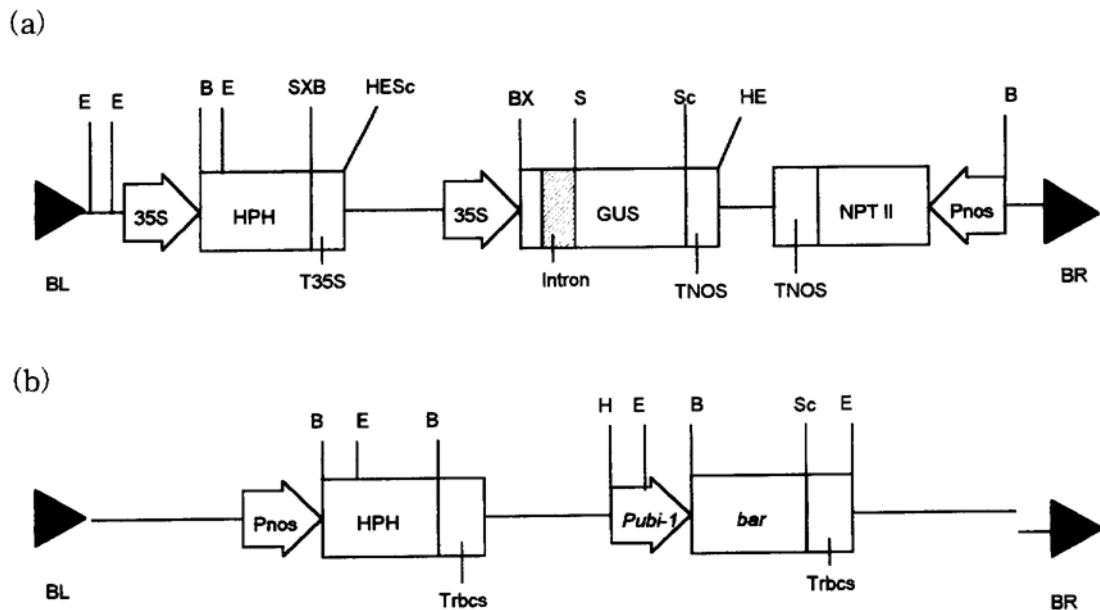 (a)
E E B E SXB HESc BX S Sc HE B
35S HPH 35S GUS NPT II Pnos
BL T35S Intron TNOS TNOS BR
(b)
B E B H E B Sc E
Pnos HPH Pubi-1 bar
BL Trbcs Trbcs BR